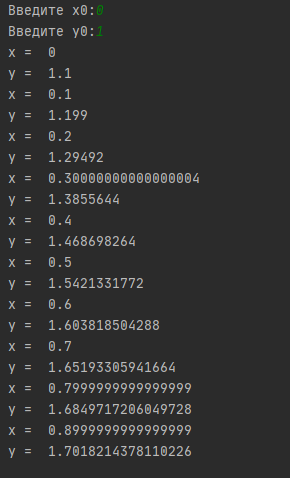 Введите x0:0
Введите y0:1
x =  0
y =  1.1
x =  0.1
y =  1.199
x =  0.2
y =  1.29492
x =  0.30000000000000004
y =  1.3855644
x =  0.4
y =  1.468698264
x =  0.5
y =  1.5421331772
x =  0.6
y =  1.603818504288
x =  0.7
y =  1.65193305941664
x =  0.7999999999999999
y =  1.6849717206049728
x =  0.8999999999999999
y =  1.7018214378110226